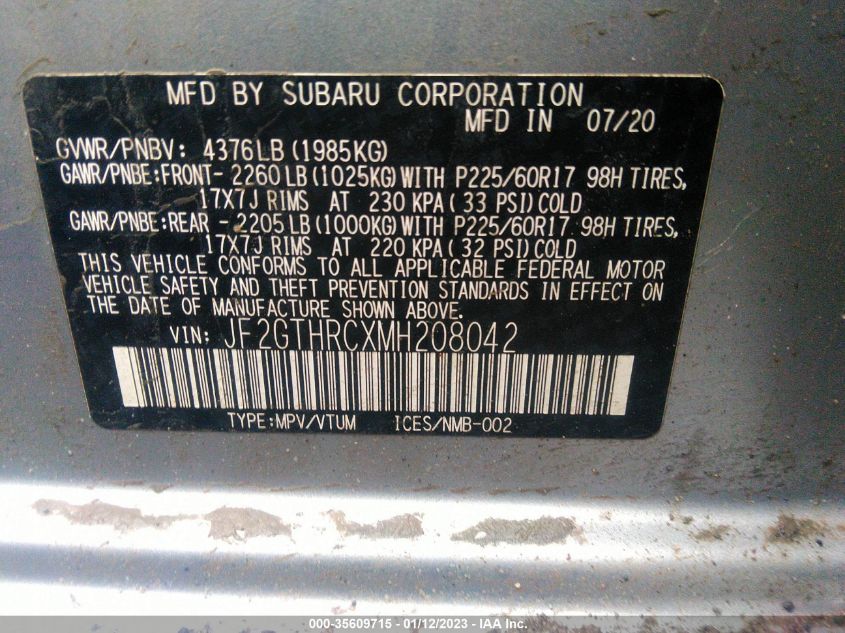 MFD BY SUBARU CORPORATION
MFD IN 07/20
GVWR/PNBV: 4376LB (1985KG)
GAWR/PNBE:FRONT- 2260LB (1025KG) WITH P225/60R17 98H TIRES,
17X7J RIMS AT 230 KPA ( 33 PSI) COLD
GAWR/PNBE:REAR - 2205LB (1000KG) WITH P225/60R17 98H TIRES,
17X7J RIMS AT 220 KPA ( 32 PSI) COLD
THIS VEHICLE CONFORMS TO ALL APPLICABLE FEDERAL MOTOR
VEHICLE SAFETY AND THEFT PREVENTION STANDARDS IN EFFECT ON
THE DATE OF MANUFACTURE SHOWN ABOVE.
VIN: JF2GTHRCXMH208042
TYPE:MPV/VTUM ICES/NMB-002
000-35609715 - 01/12/2023 - IAA Inc.